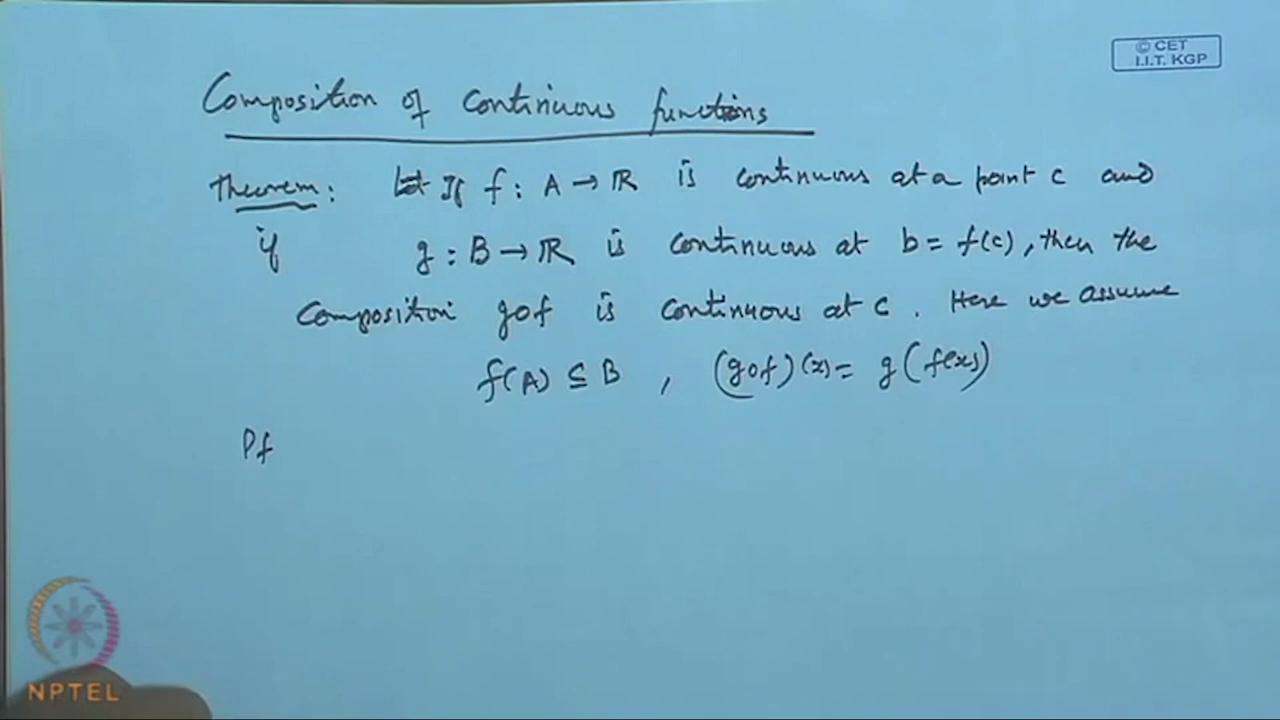 © CET
I.I.T. KGP
Composition of Continuous functions
Theorem: Let If f : A → ℝ is continuous at a point c and
if g : B → ℝ is continuous at b = f(c), then the
Composition gof is continuous at c. Here we assume
f(A) ⊆ B, (gof)(x) = g(f(x))
Pf
NPTEL